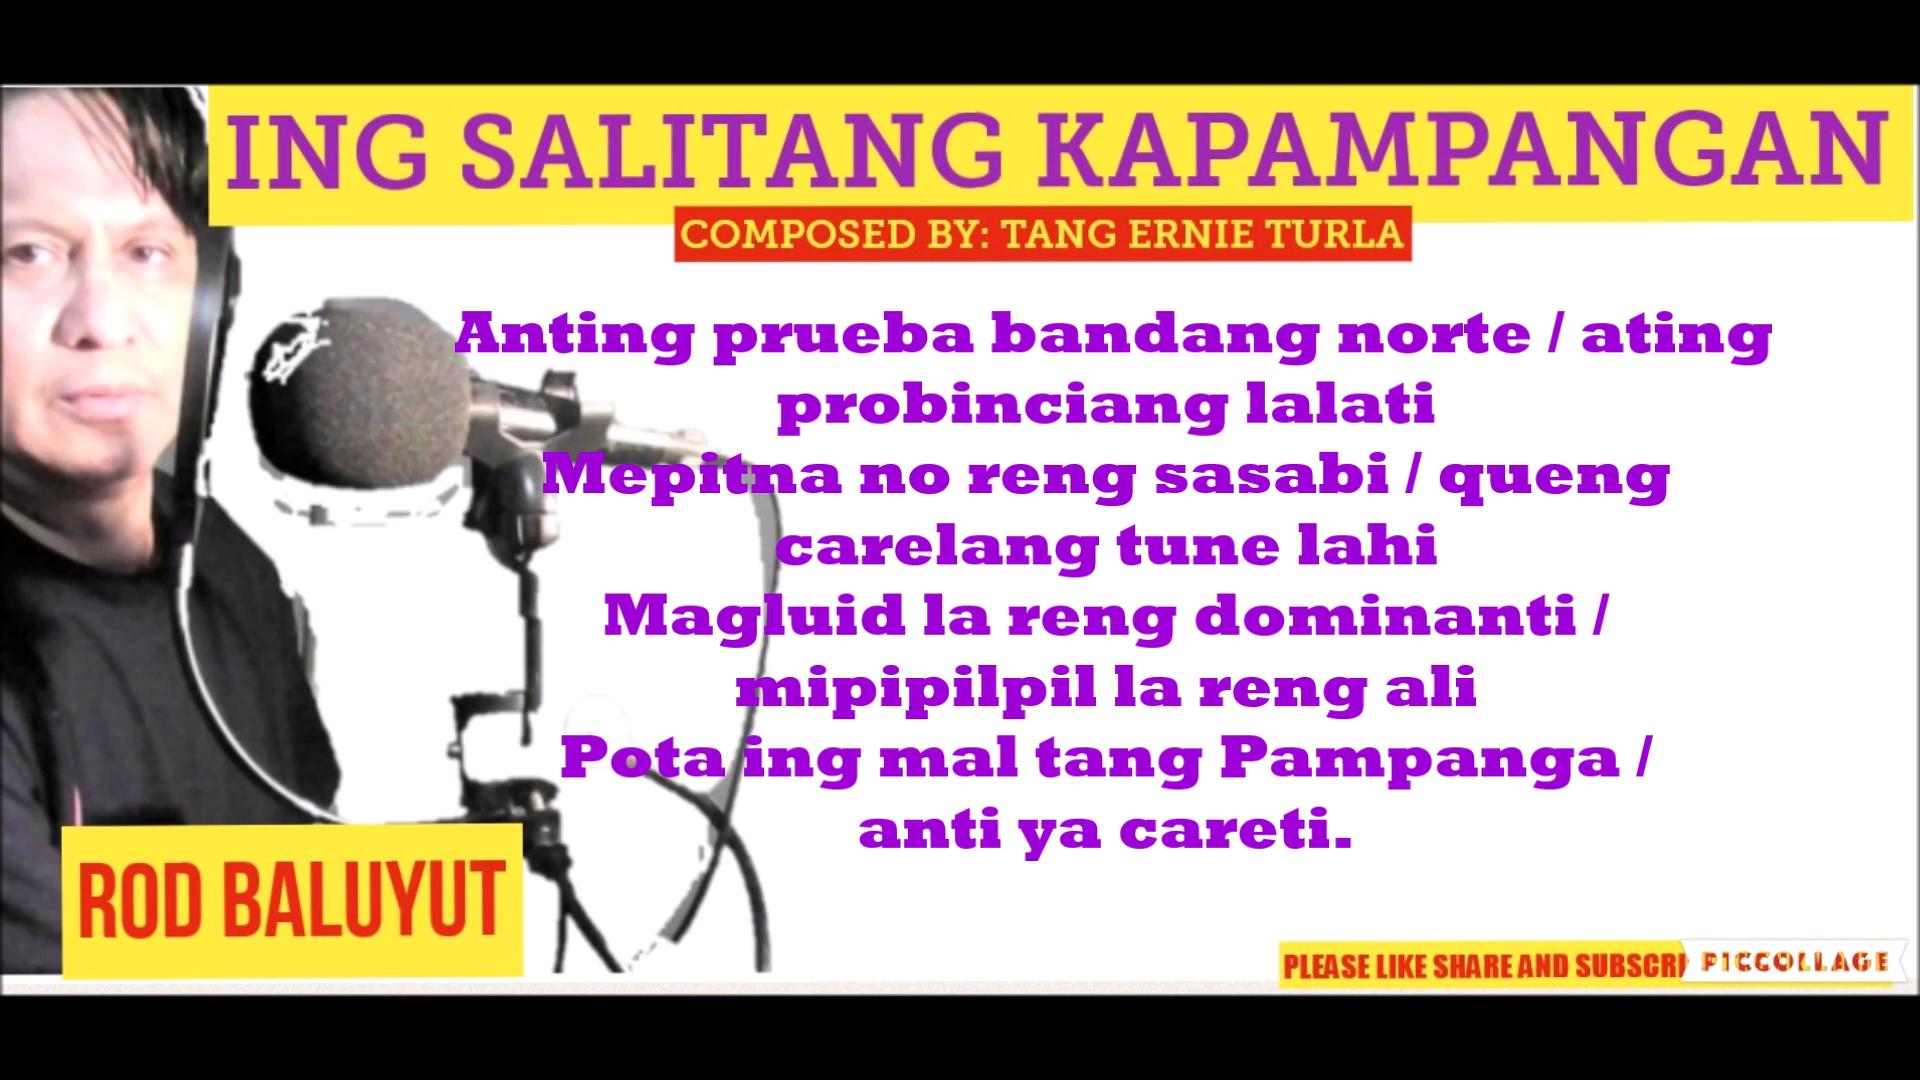 ING SALITANG KAPAMPANGAN
COMPOSED BY: TANG ERNIE TURLA
Anting prueba bandang norte / ating
probinciang lalati
Mepitna no reng sasabi / queng
carelang tune lahi
Magluid la reng dominanti /
mipipilpil la reng ali
Pota ing mal tang Pampanga /
anti ya careti.
ROD BALUYUT
PLEASE LIKE SHARE AND SUBSCRI
PICCOLLAGE